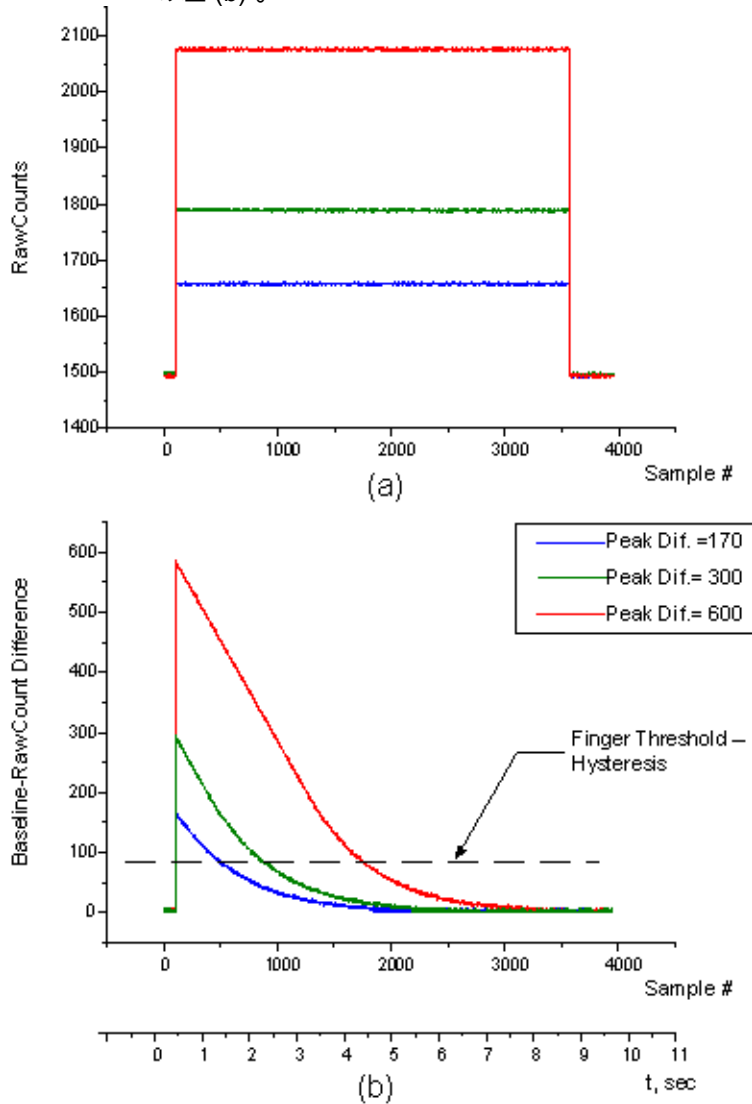 (b) 。
2100
2000
1900
1800
1700
1600
1500
1400
RawCounts
0
1000
2000
3000
4000
Sample #
(a)
Peak Dif. =170
Peak Dif.= 300
Peak Dif.= 600
600
500
400
300
200
100
0
Baseline-RawCount Difference
Finger Threshold –
Hysteresis
0
1000
2000
3000
4000
Sample #
0 1 2 3 4 5 6 7 8 9 10 11
t, sec
(b)